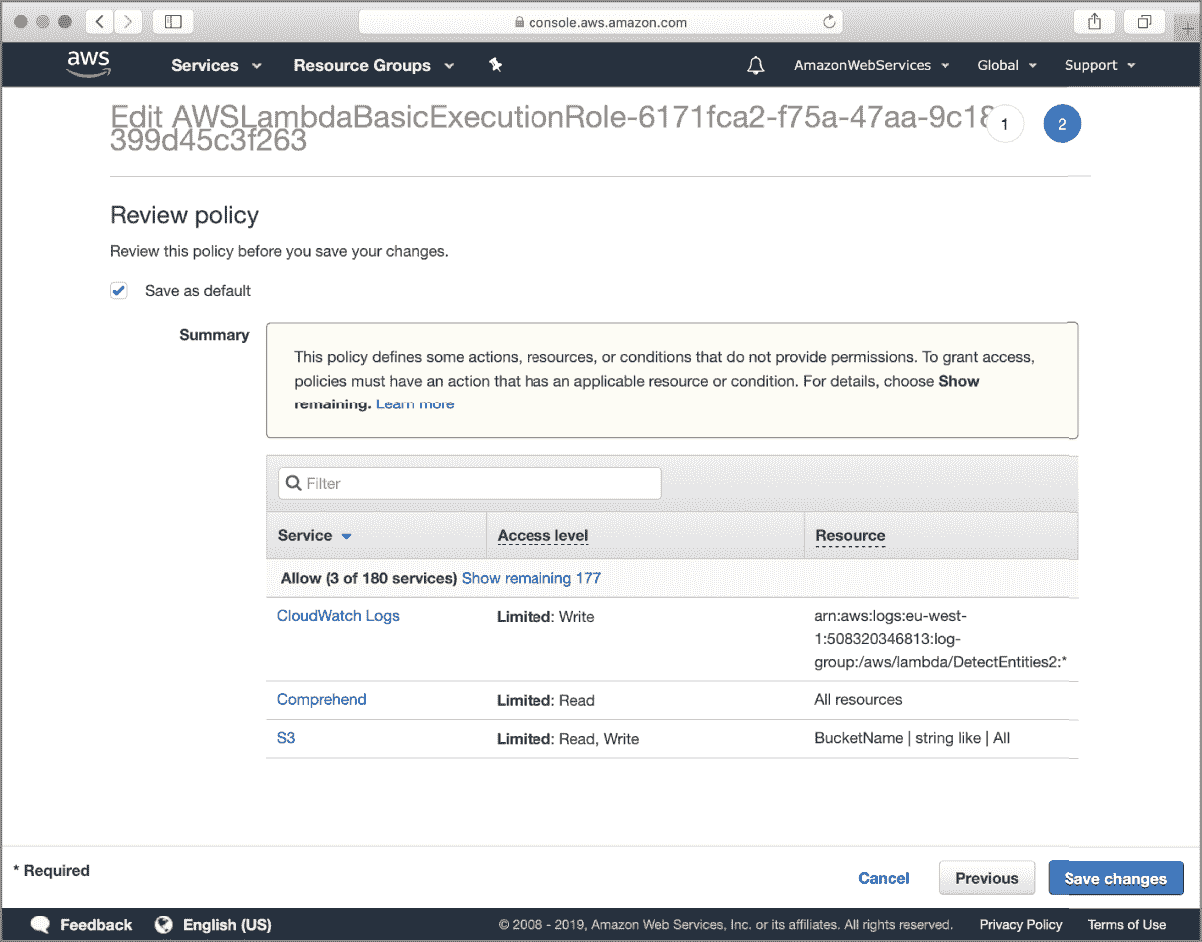 console.aws.amazon.com
aws
Services
Resource Groups
AmazonWebServices
Global
Support
Edit AWSLambdaBasicExecutionRole-6171fca2-f75a-47aa-9c18
399d45c3f263
1
2
Review policy
Review this policy before you save your changes.
Save as default
Summary
This policy defines some actions, resources, or conditions that do not provide permissions. To grant access,
policies must have an action that has an applicable resource or condition. For details, choose Show
remaining. Learn more
Filter
Service
Access level
Resource
Allow (3 of 180 services) Show remaining 177
CloudWatch Logs
Limited: Write
arn:aws:logs:eu-west-
1:508320346813:log-
group:/aws/lambda/DetectEntities2:*
Comprehend
Limited: Read
All resources
S3
Limited: Read, Write
BucketName | string like | All
* Required
Cancel
Previous
Save changes
Feedback
English (US)
© 2008 - 2019, Amazon Web Services, Inc. or its affiliates. All rights reserved.
Privacy Policy
Terms of Use